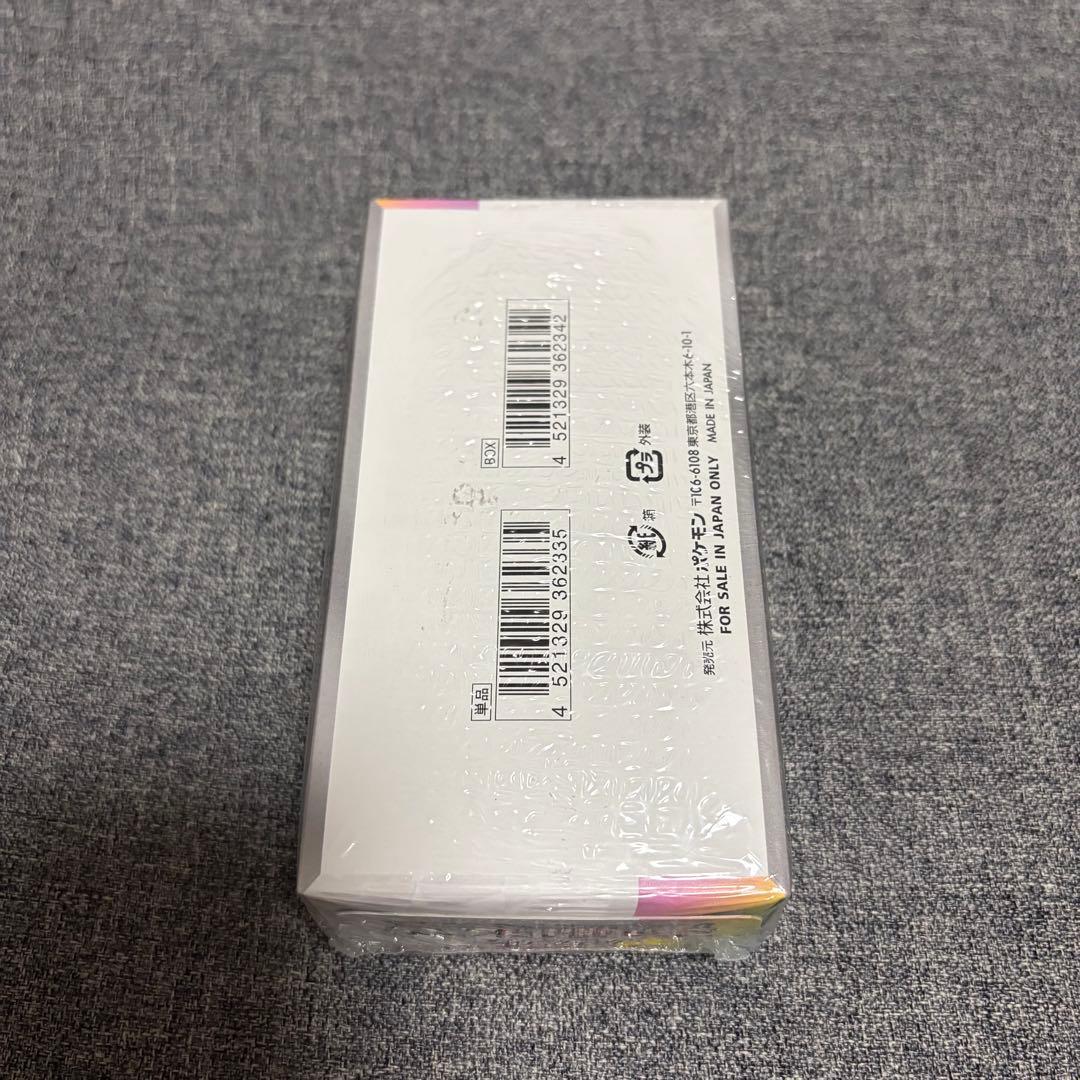 BOX
4 521329 362342
単品
4 521329 362335
紙 箱
プラ 外装
発売元 株式会社ポケモン 〒106-6108 東京都港区六本木6-10-1
FOR SALE IN JAPAN ONLY MADE IN JAPAN